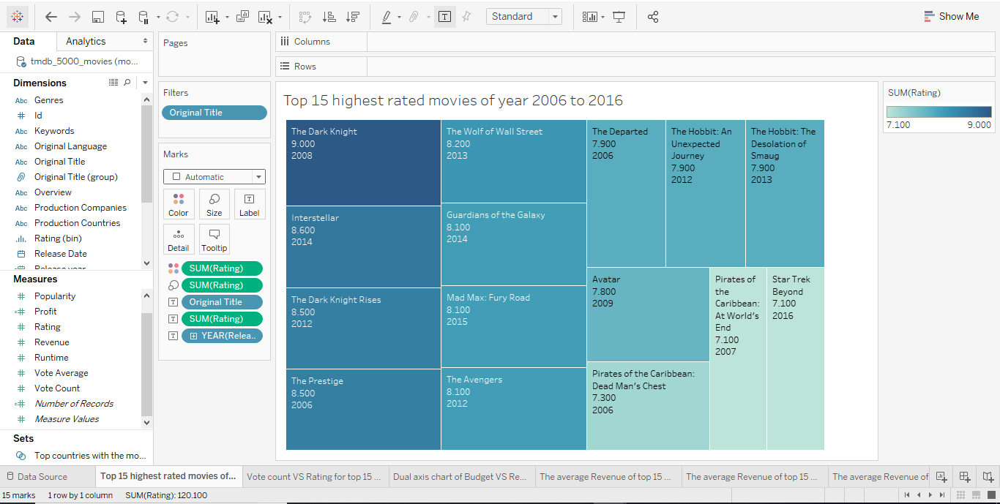 Standard
Show Me
Data
Analytics
tmdb_5000_movies (mo...
Dimensions
Abc Genres
# Id
Abc Keywords
Abc Original Language
Abc Original Title
Original Title (group)
Abc Overview
Abc Production Companies
Abc Production Countries
Rating (bin)
Release Date
Release year
Measures
# Popularity
=# Profit
# Rating
# Revenue
# Runtime
# Vote Average
# Vote Count
=# Number of Records
# Measure Values
Sets
Top countries with the mo...
Pages
Filters
Original Title
Marks
Automatic
Color
Size
T
Label
Detail
Tooltip
SUM(Rating)
SUM(Rating)
T Original Title
T SUM(Rating)
T YEAR(Relea..
Columns
Rows
Top 15 highest rated movies of year 2006 to 2016
The Dark Knight
9.000
2008
Interstellar
8.600
2014
The Dark Knight Rises
8.500
2012
The Prestige
8.500
2006
The Wolf of Wall Street
8.200
2013
Guardians of the Galaxy
8.100
2014
Mad Max: Fury Road
8.100
2015
The Avengers
8.100
2012
The Departed
7.900
2006
The Hobbit: An
Unexpected
Journey
7.900
2012
The Hobbit: The
Desolation of
Smaug
7.900
2013
Avatar
7.800
2009
Pirates of the Caribbean:
Dead Man's Chest
7.300
2006
Pirates of
the
Caribbean:
At World's
End
7.100
2007
Star Trek
Beyond
7.100
2016
SUM(Rating)
7.100 9.000
Data Source
Top 15 highest rated movies of...
Vote count VS Rating for top 15 ...
Dual axis chart of Budget VS Re...
The average Revenue of top 15 ...
The average Revenue of top 15 ...
The average Revenue of
15 marks
1 row by 1 column
SUM(Rating): 120.100